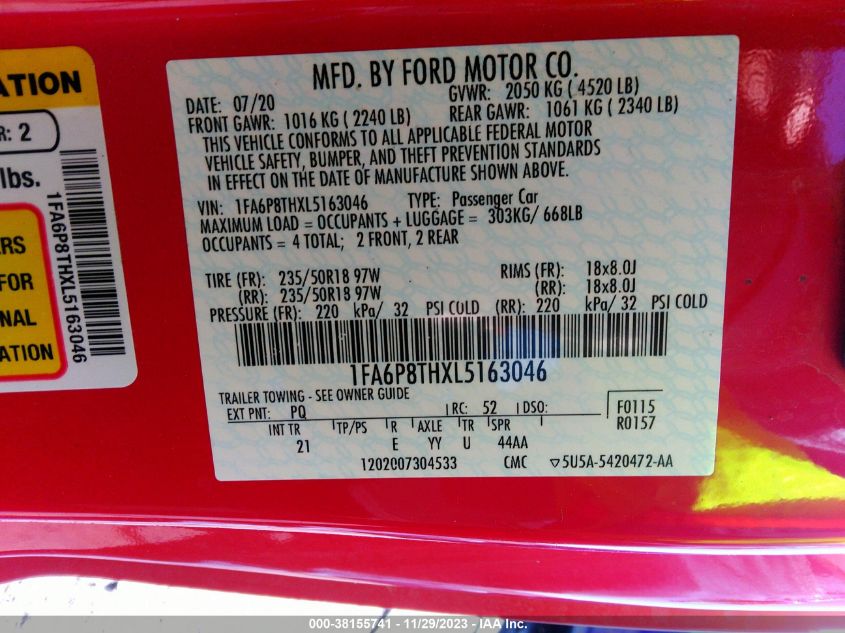 ATION
R: 2
lbs.
1FA6P8THXL5163046
ERS
FOR
NAL
ATION
MFD. BY FORD MOTOR CO.
DATE: 07/20 GVWR: 2050 KG ( 4520 LB)
FRONT GAWR: 1016 KG ( 2240 LB) REAR GAWR: 1061 KG ( 2340 LB)
THIS VEHICLE CONFORMS TO ALL APPLICABLE FEDERAL MOTOR
VEHICLE SAFETY, BUMPER, AND THEFT PREVENTION STANDARDS
IN EFFECT ON THE DATE OF MANUFACTURE SHOWN ABOVE.
VIN: 1FA6P8THXL5163046 TYPE: Passenger Car
MAXIMUM LOAD = OCCUPANTS + LUGGAGE = 303KG/ 668LB
OCCUPANTS = 4 TOTAL; 2 FRONT, 2 REAR
TIRE (FR): 235/50R18 97W RIMS (FR): 18x8.0J
(RR): 235/50R18 97W (RR): 18x8.0J
PRESSURE (FR): 220 kPa/ 32 PSI COLD (RR): 220 kPa/ 32 PSI COLD
1FA6P8THXL5163046
TRAILER TOWING - SEE OWNER GUIDE
EXT PNT: PQ RC: 52 DSO: F0115
R0157
INT TR TP/PS R AXLE TR SPR
21 E YY U 44AA
1202007304533 CMC ▽5U5A-5420472-AA
000-38155741 - 11/29/2023 - IAA Inc.